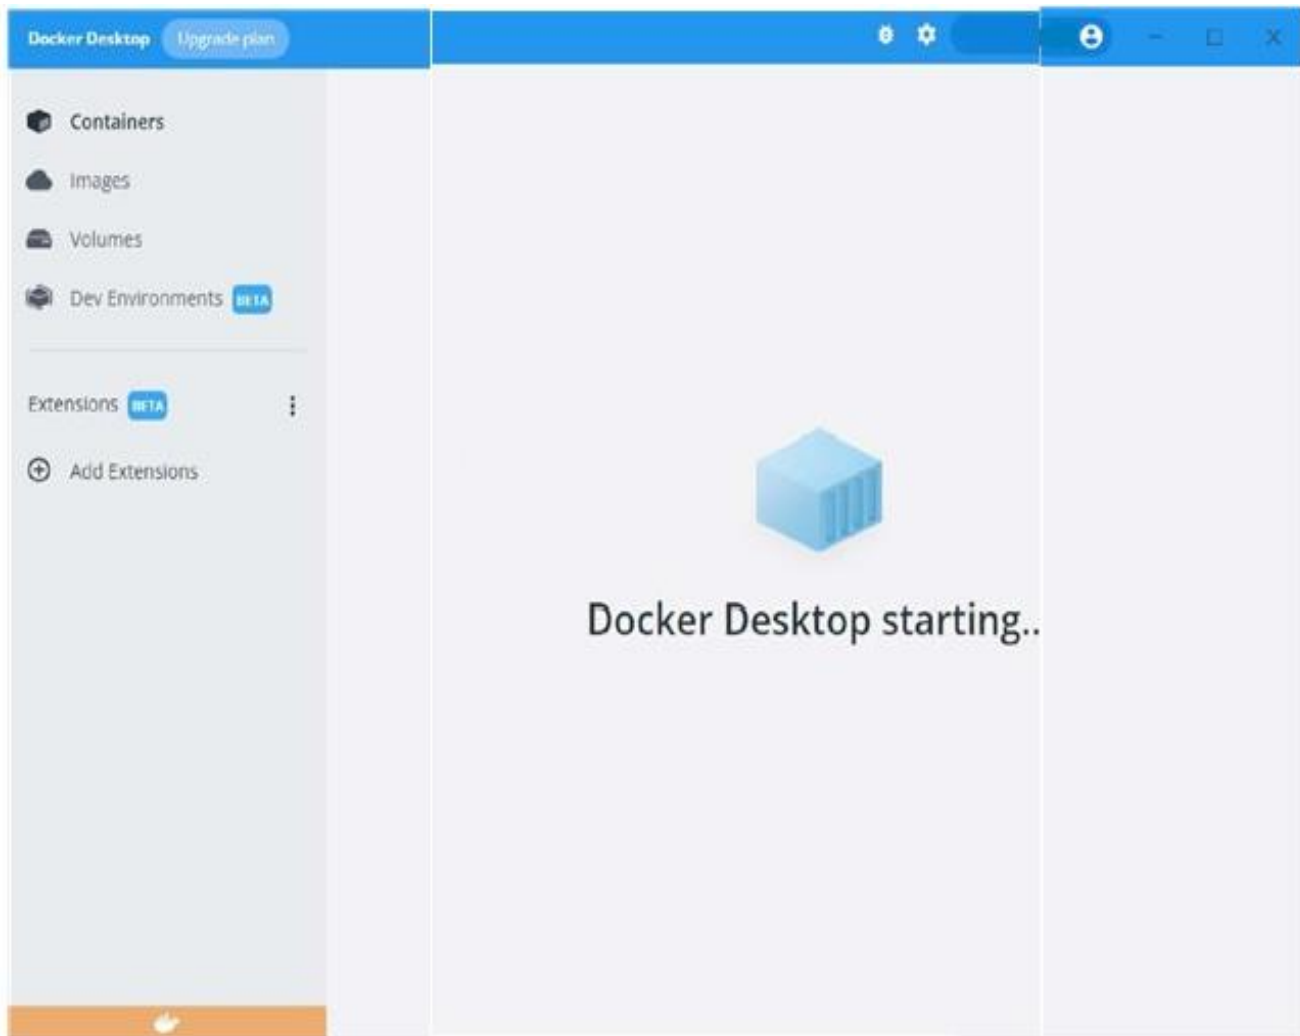 Docker Desktop Upgrade plan
Containers
Images
Volumes
Dev Environments BETA
Extensions BETA
Add Extensions
Docker Desktop starting..